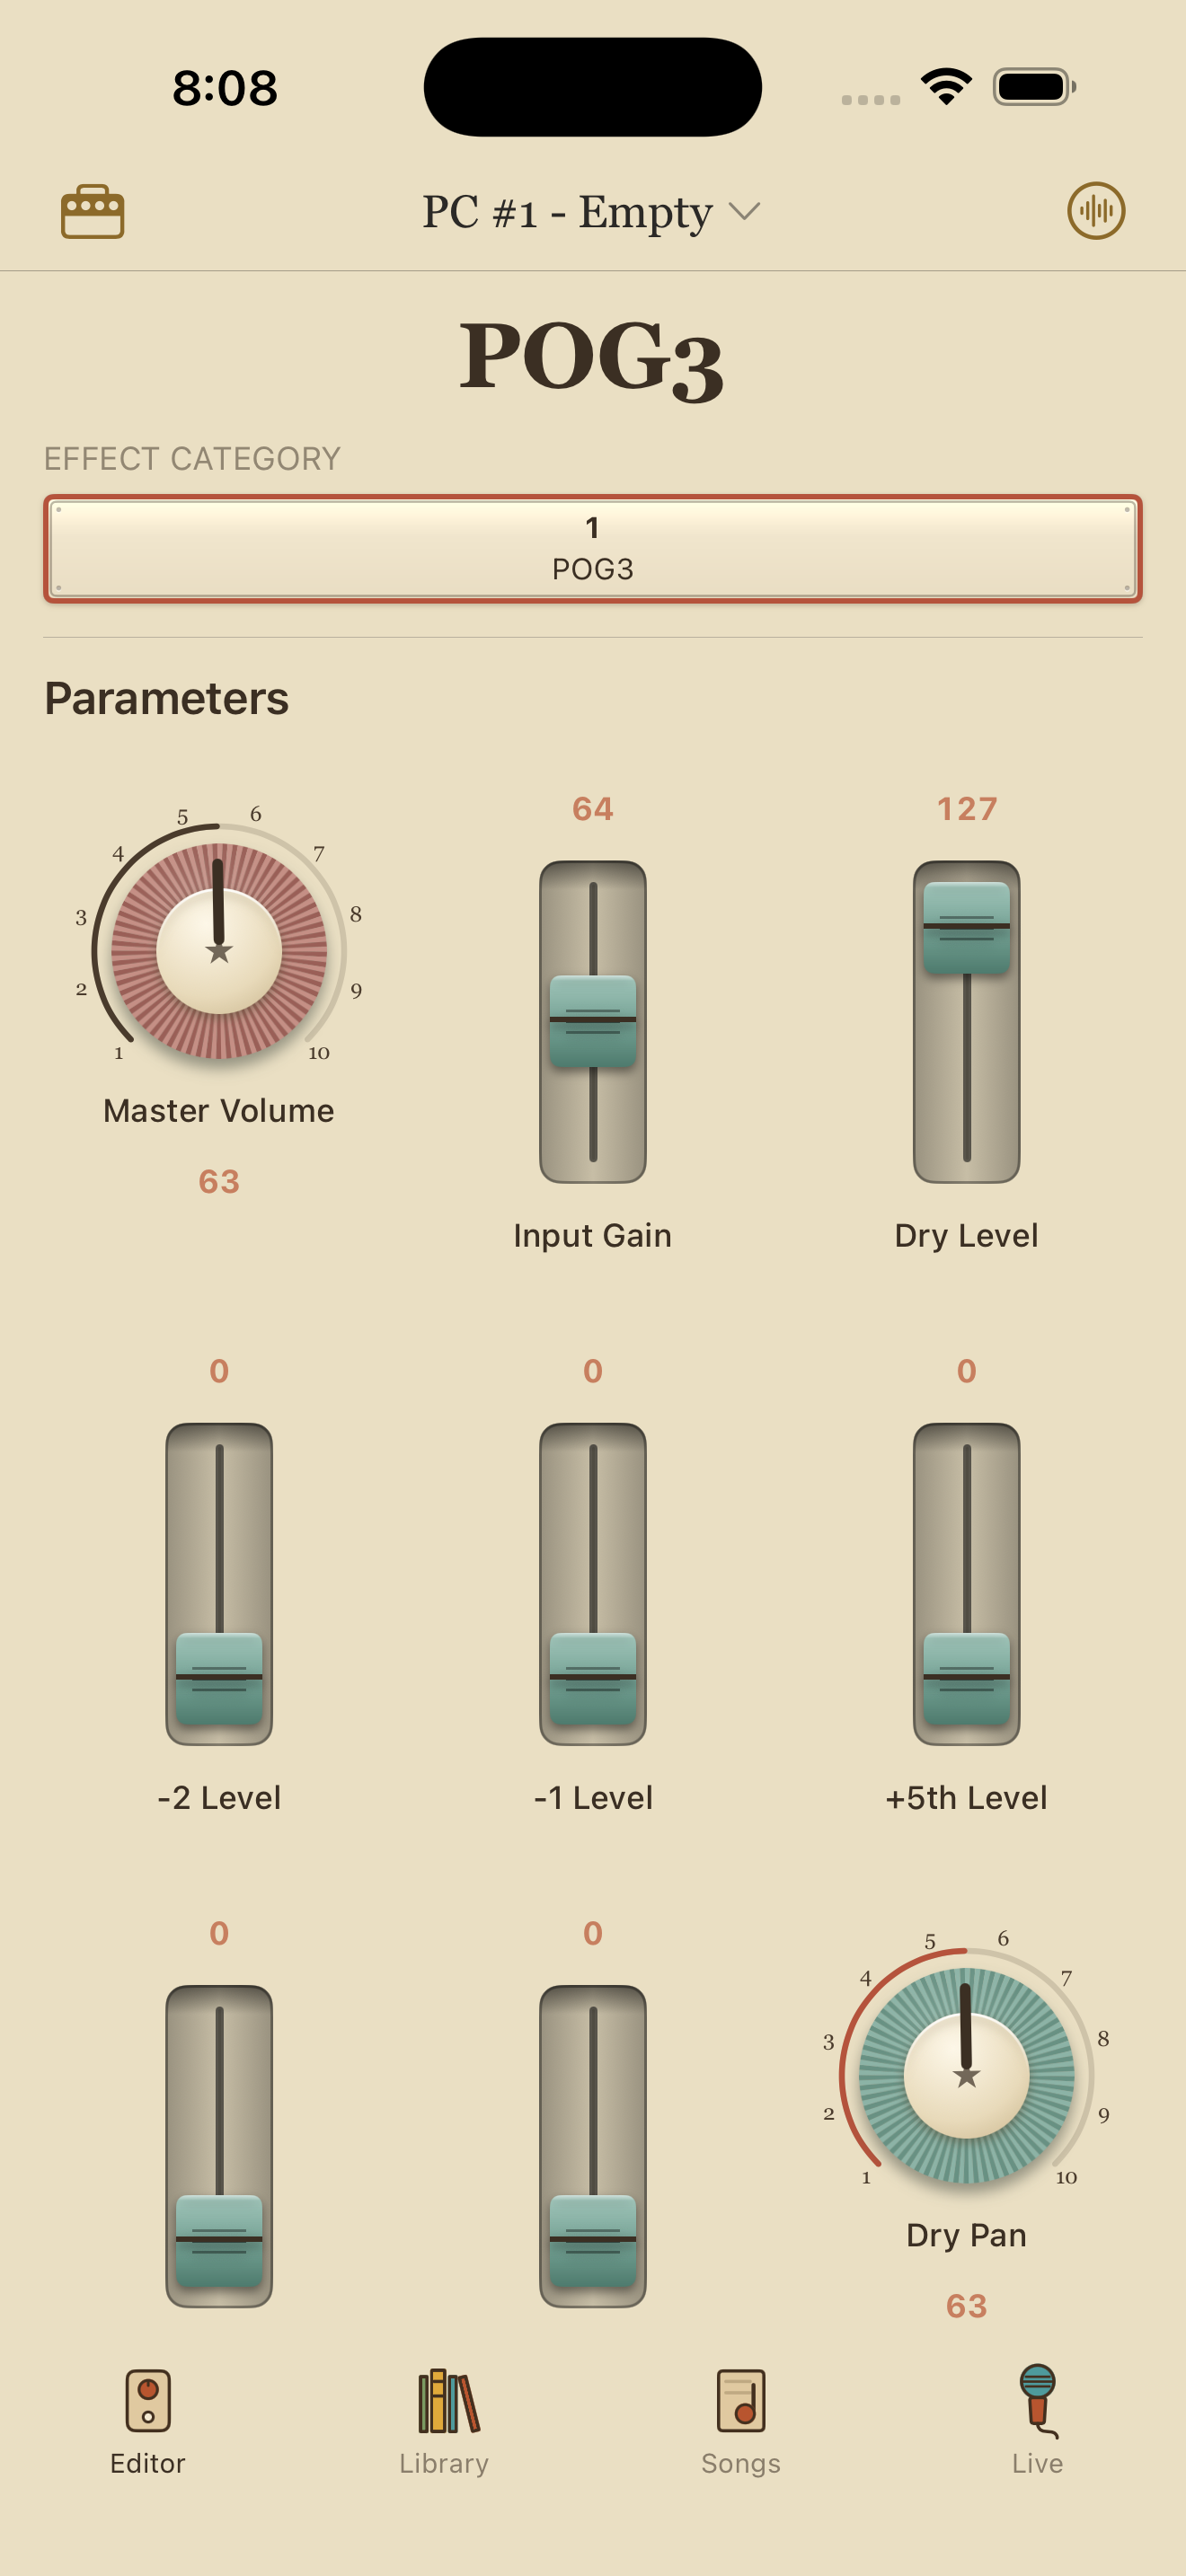 8:08
PC #1 - Empty
POG3
EFFECT CATEGORY
1
POG3
Parameters
1 2 3 4 5 6 7 8 9 10
Master Volume
63
64
Input Gain
127
Dry Level
0
-2 Level
0
-1 Level
0
+5th Level
0
0
1 2 3 4 5 6 7 8 9 10
Dry Pan
63
Editor
Library
Songs
Live